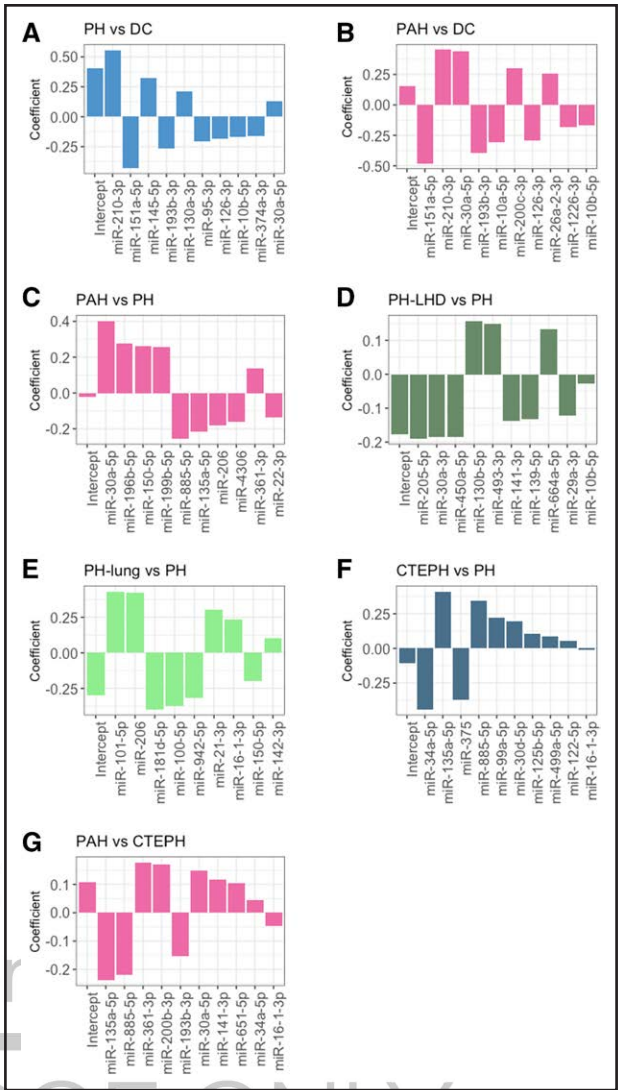 A
PH vs DC
Coefficient
0.50
0.25
0.00
-0.25
Intercept
miR-210-3p
miR-151a-5p
miR-145-5p
miR-193b-3p
miR-130a-3p
miR-95-3p
miR-126-3p
miR-10b-5p
miR-374a-3p
miR-30a-5p
B
PAH vs DC
Coefficient
0.25
0.00
-0.25
-0.50
Intercept
miR-151a-5p
miR-210-3p
miR-30a-5p
miR-193b-3p
miR-10a-5p
miR-200c-3p
miR-126-3p
miR-26a-2-3p
miR-1226-3p
miR-10b-5p
C
PAH vs PH
Coefficient
0.4
0.2
0.0
-0.2
Intercept
miR-30a-5p
miR-196b-5p
miR-150-5p
miR-199b-5p
miR-885-5p
miR-135a-5p
miR-206
miR-4306
miR-361-3p
miR-22-3p
D
PH-LHD vs PH
Coefficient
0.1
0.0
-0.1
-0.2
Intercept
miR-205-5p
miR-30a-3p
miR-450a-5p
miR-130b-5p
miR-493-3p
miR-141-3p
miR-139-5p
miR-664a-5p
miR-29a-3p
miR-10b-5p
E
PH-lung vs PH
Coefficient
0.25
0.00
-0.25
Intercept
miR-101-5p
miR-206
miR-181d-5p
miR-100-5p
miR-942-5p
miR-21-3p
miR-16-1-3p
miR-150-5p
miR-142-3p
F
CTEPH vs PH
Coefficient
0.25
0.00
-0.25
Intercept
miR-34a-5p
miR-135a-5p
miR-375
miR-885-5p
miR-99a-5p
miR-30d-5p
miR-125b-5p
miR-499a-5p
miR-122-5p
miR-16-1-3p
G
PAH vs CTEPH
Coefficient
0.1
0.0
-0.1
-0.2
Intercept
miR-135a-5p
miR-885-5p
miR-361-3p
miR-200b-3p
miR-193b-3p
miR-30a-5p
miR-141-3p
miR-651-5p
miR-34a-5p
miR-16-1-3p